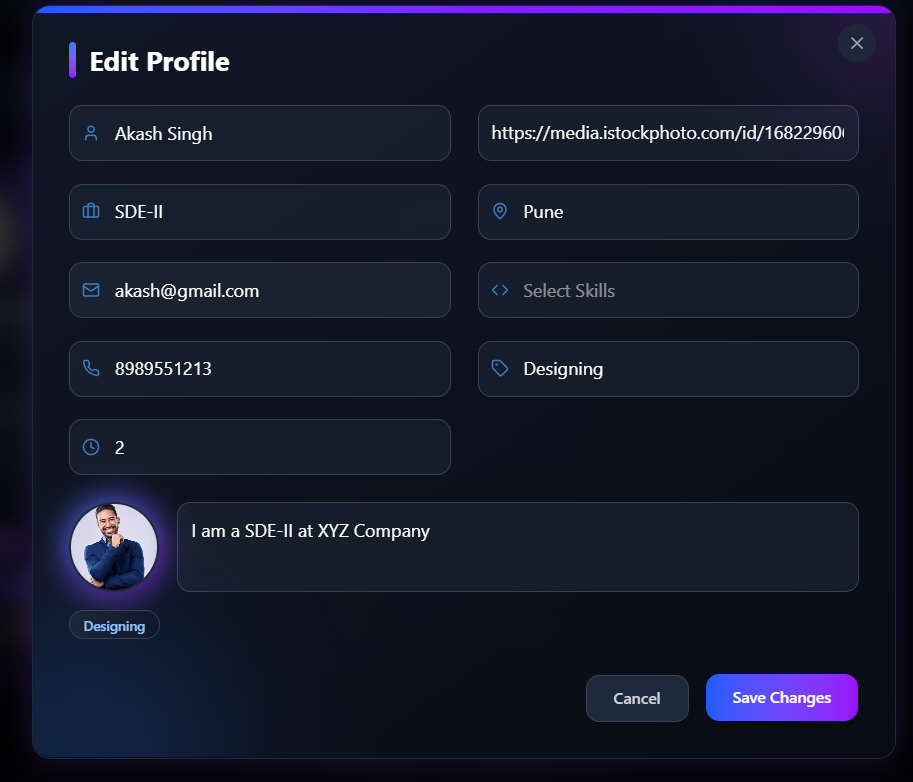 Edit Profile
Akash Singh
https://media.istockphoto.com/id/168229606
SDE-II
Pune
akash@gmail.com
Select Skills
8989551213
Designing
2
I am a SDE-II at XYZ Company
Designing
Cancel
Save Changes